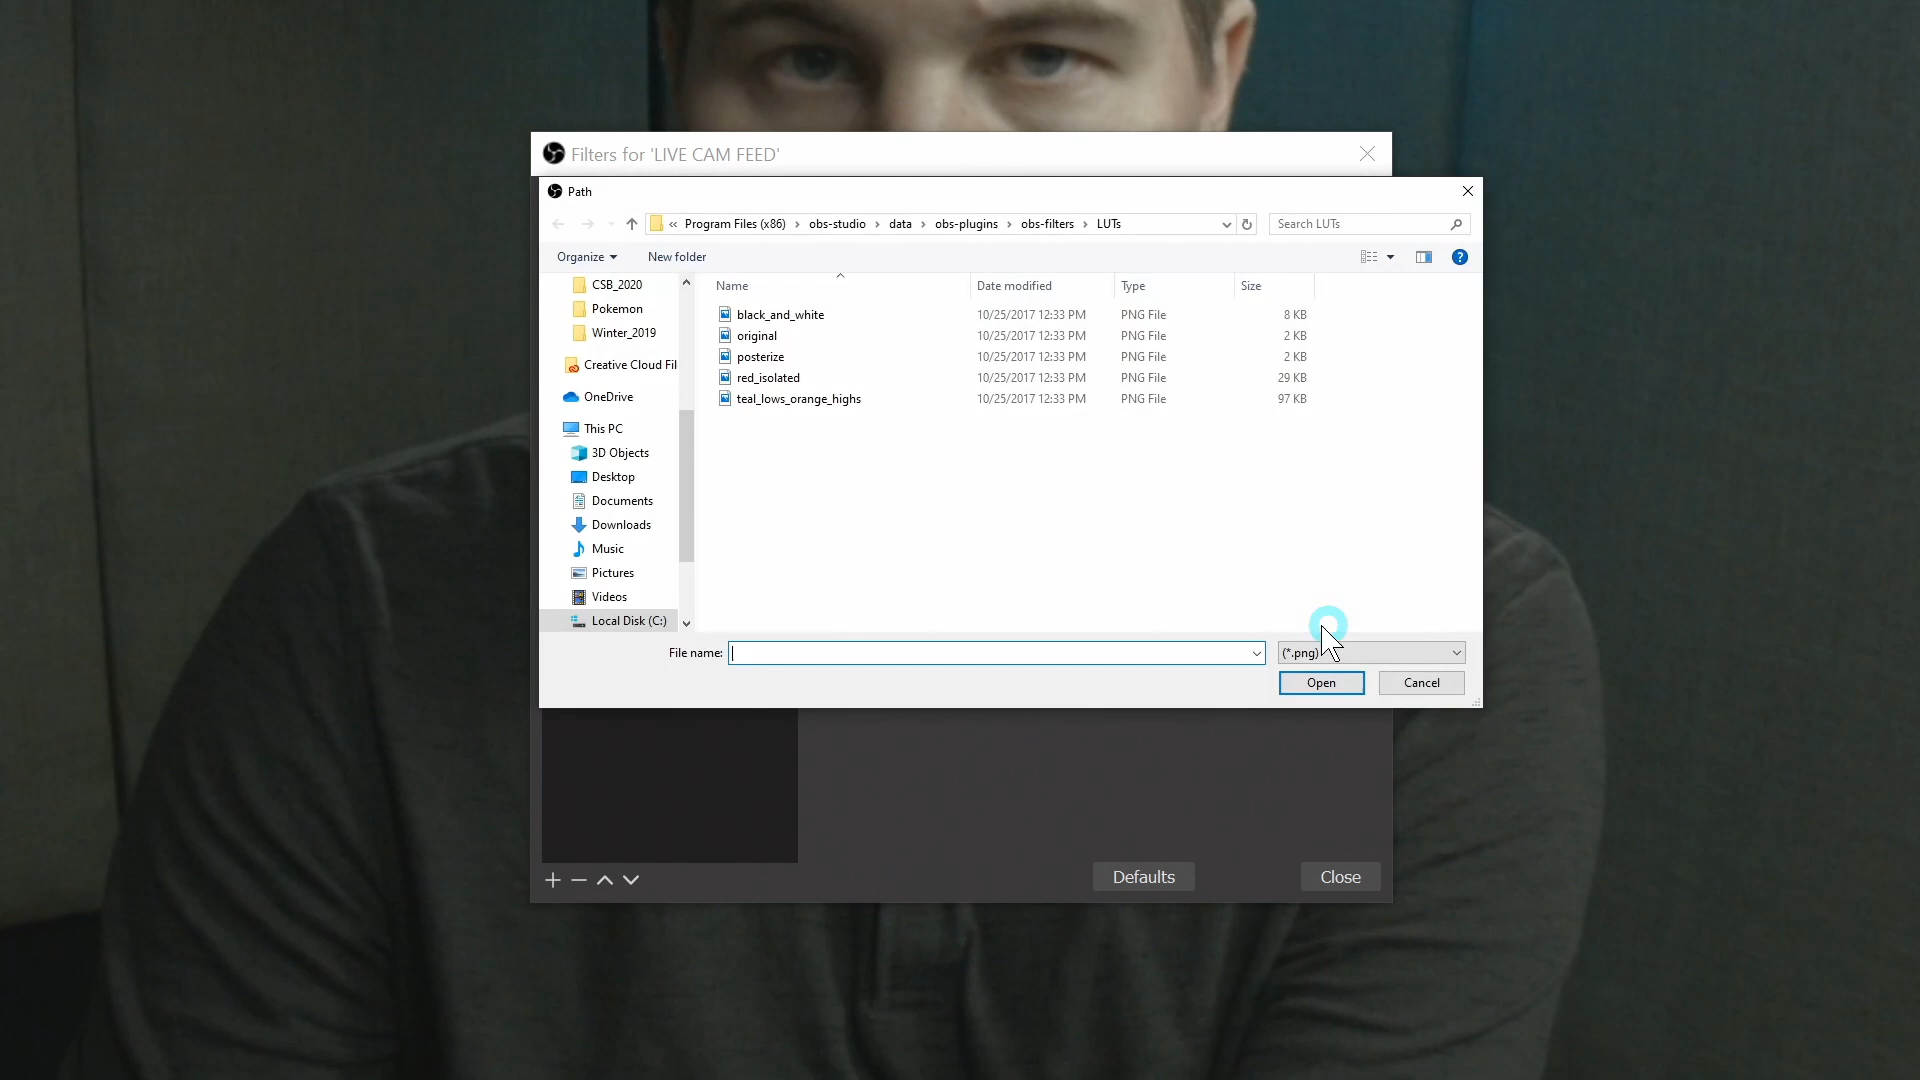 Filters for 'LIVE CAM FEED'
Path
« Program Files (x86) › obs-studio › data › obs-plugins › obs-filters › LUTs
Search LUTs
Organize
New folder
CSB_2020
Pokemon
Winter_2019
Creative Cloud Fil
OneDrive
This PC
3D Objects
Desktop
Documents
Downloads
Music
Pictures
Videos
Local Disk (C:)
Name Date modified Type Size
black_and_white 10/25/2017 12:33 PM PNG File 8 KB
original 10/25/2017 12:33 PM PNG File 2 KB
posterize 10/25/2017 12:33 PM PNG File 2 KB
red_isolated 10/25/2017 12:33 PM PNG File 29 KB
teal_lows_orange_highs 10/25/2017 12:33 PM PNG File 97 KB
File name:
(*.png)
Open
Cancel
Defaults
Close